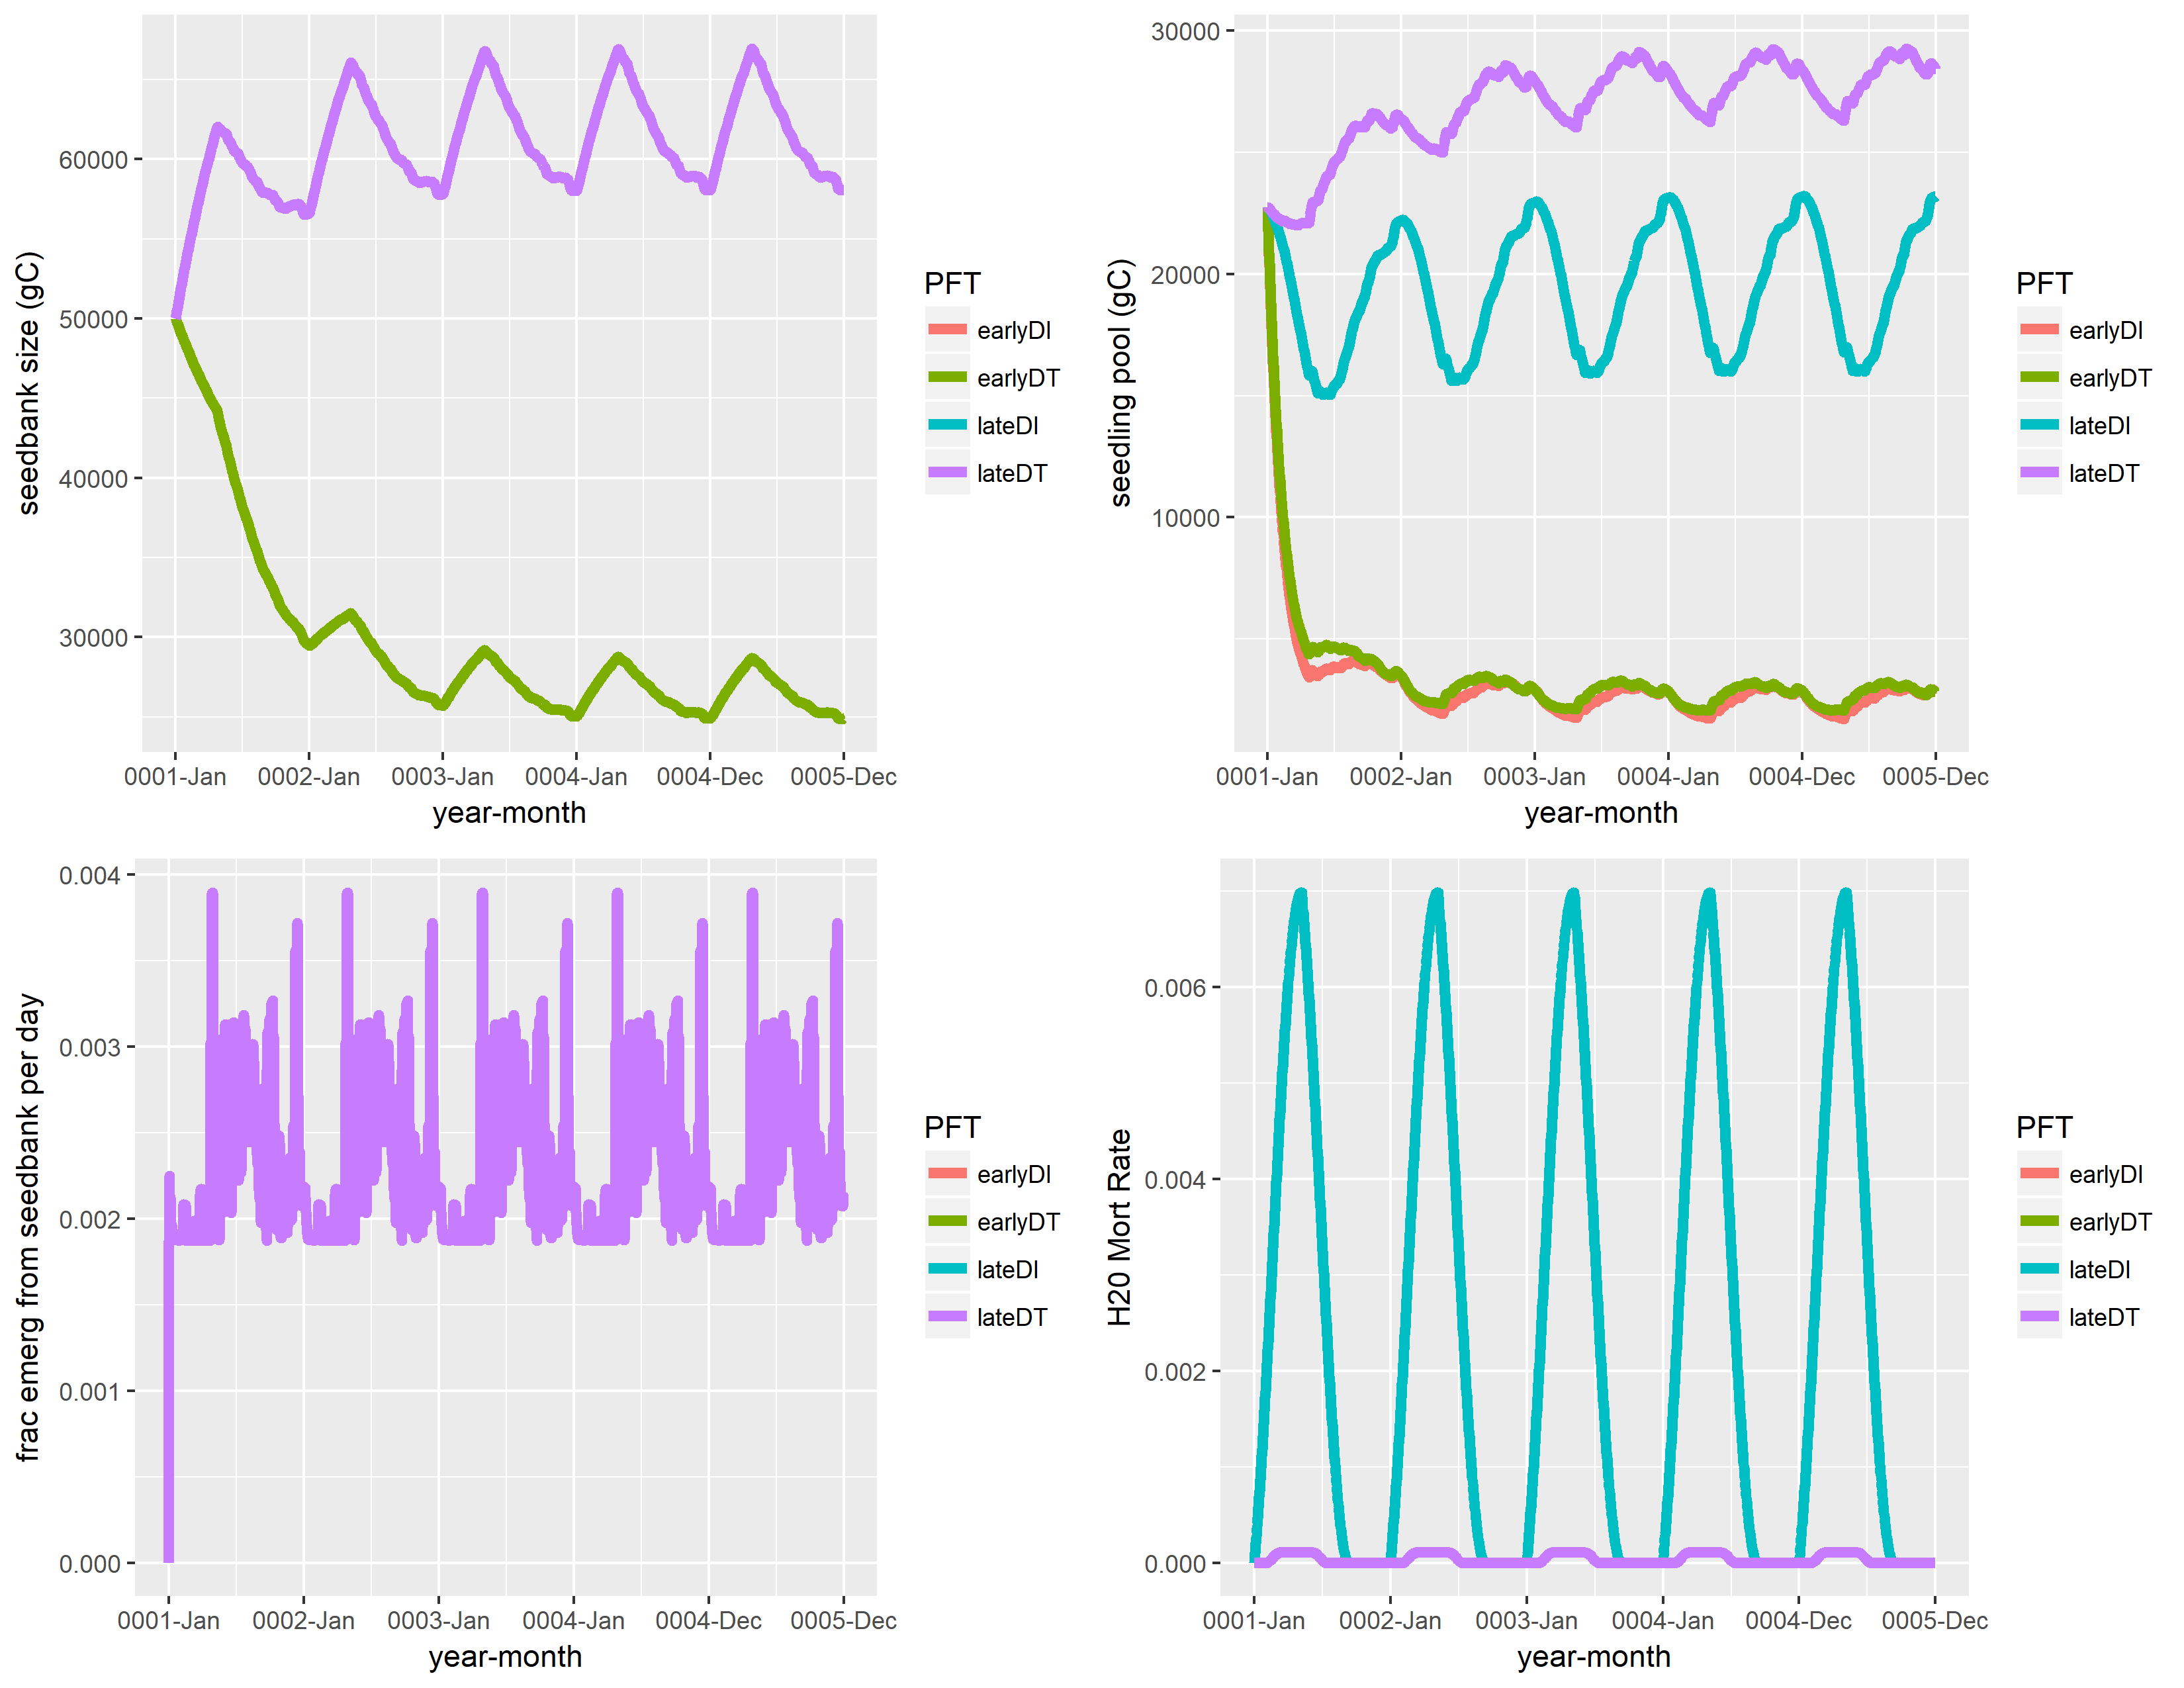 seedbank size (gC)
60000
50000
40000
30000
0001-Jan 0002-Jan 0003-Jan 0004-Jan 0004-Dec 0005-Dec
year-month
PFT
earlyDI
earlyDT
lateDI
lateDT
seedling pool (gC)
30000
20000
10000
0001-Jan 0002-Jan 0003-Jan 0004-Jan 0004-Dec 0005-Dec
year-month
PFT
earlyDI
earlyDT
lateDI
lateDT
frac emerg from seedbank per day
0.004
0.003
0.002
0.001
0.000
0001-Jan 0002-Jan 0003-Jan 0004-Jan 0004-Dec 0005-Dec
year-month
PFT
earlyDI
earlyDT
lateDI
lateDT
H20 Mort Rate
0.006
0.004
0.002
0.000
0001-Jan 0002-Jan 0003-Jan 0004-Jan 0004-Dec 0005-Dec
year-month
PFT
earlyDI
earlyDT
lateDI
lateDT